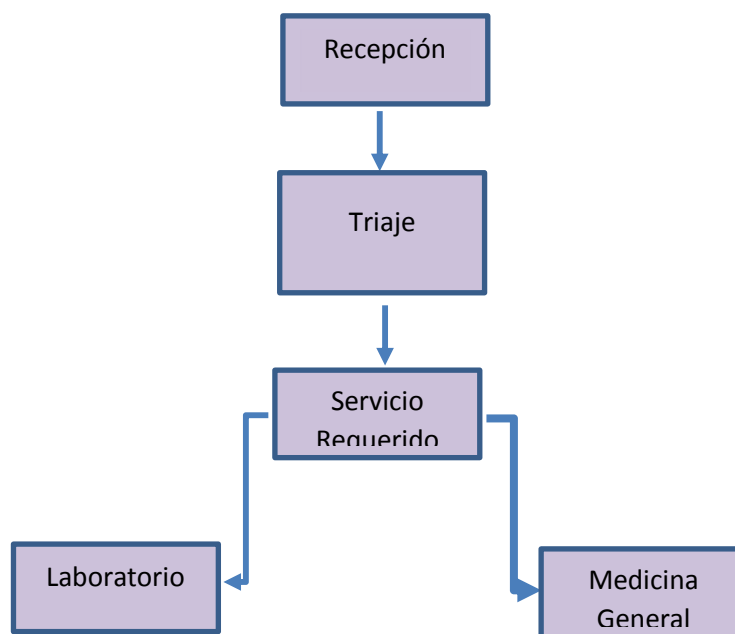 Recepción
Triaje
Servicio
Requerido
Laboratorio
Medicina
General